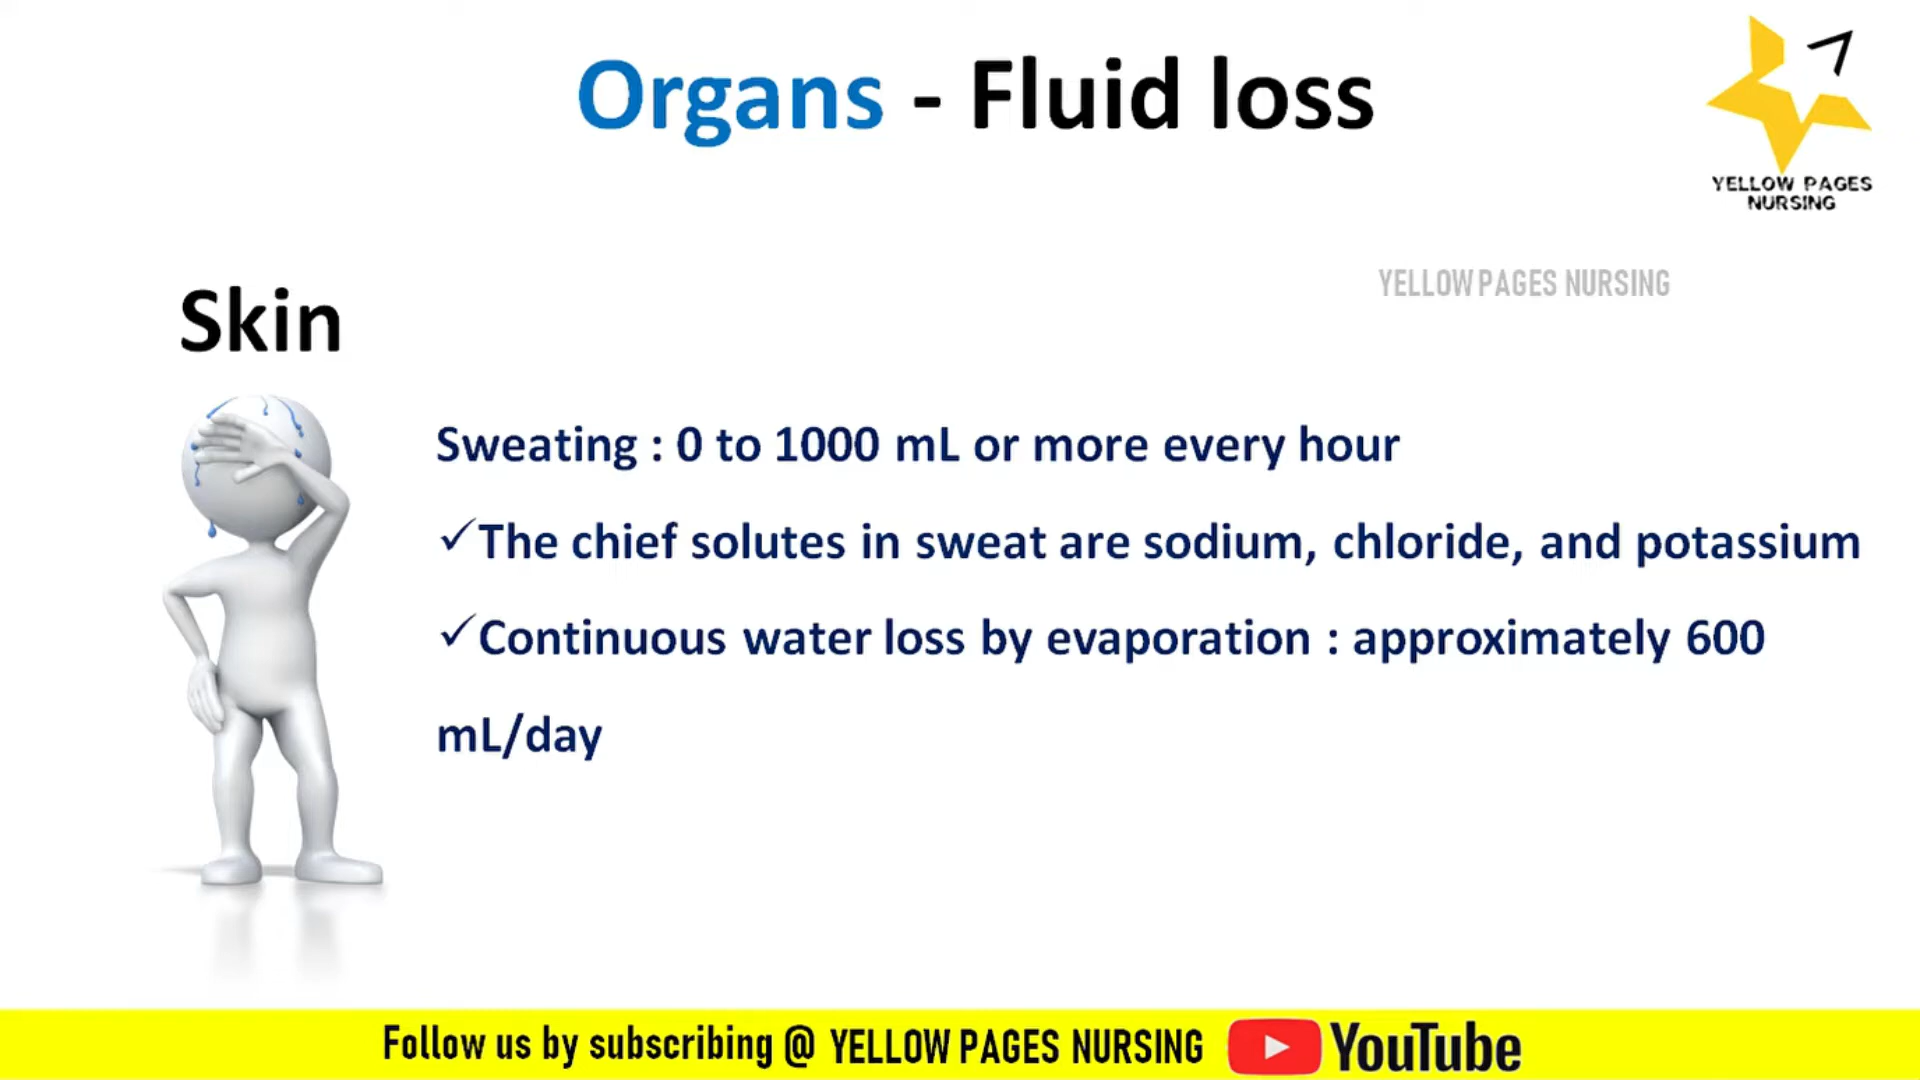 Organs - Fluid loss
YELLOW PAGES
NURSING
YELLOW PAGES NURSING
Skin
Sweating : 0 to 1000 mL or more every hour
✓The chief solutes in sweat are sodium, chloride, and potassium
✓Continuous water loss by evaporation : approximately 600
mL/day
Follow us by subscribing @ YELLOW PAGES NURSING YouTube